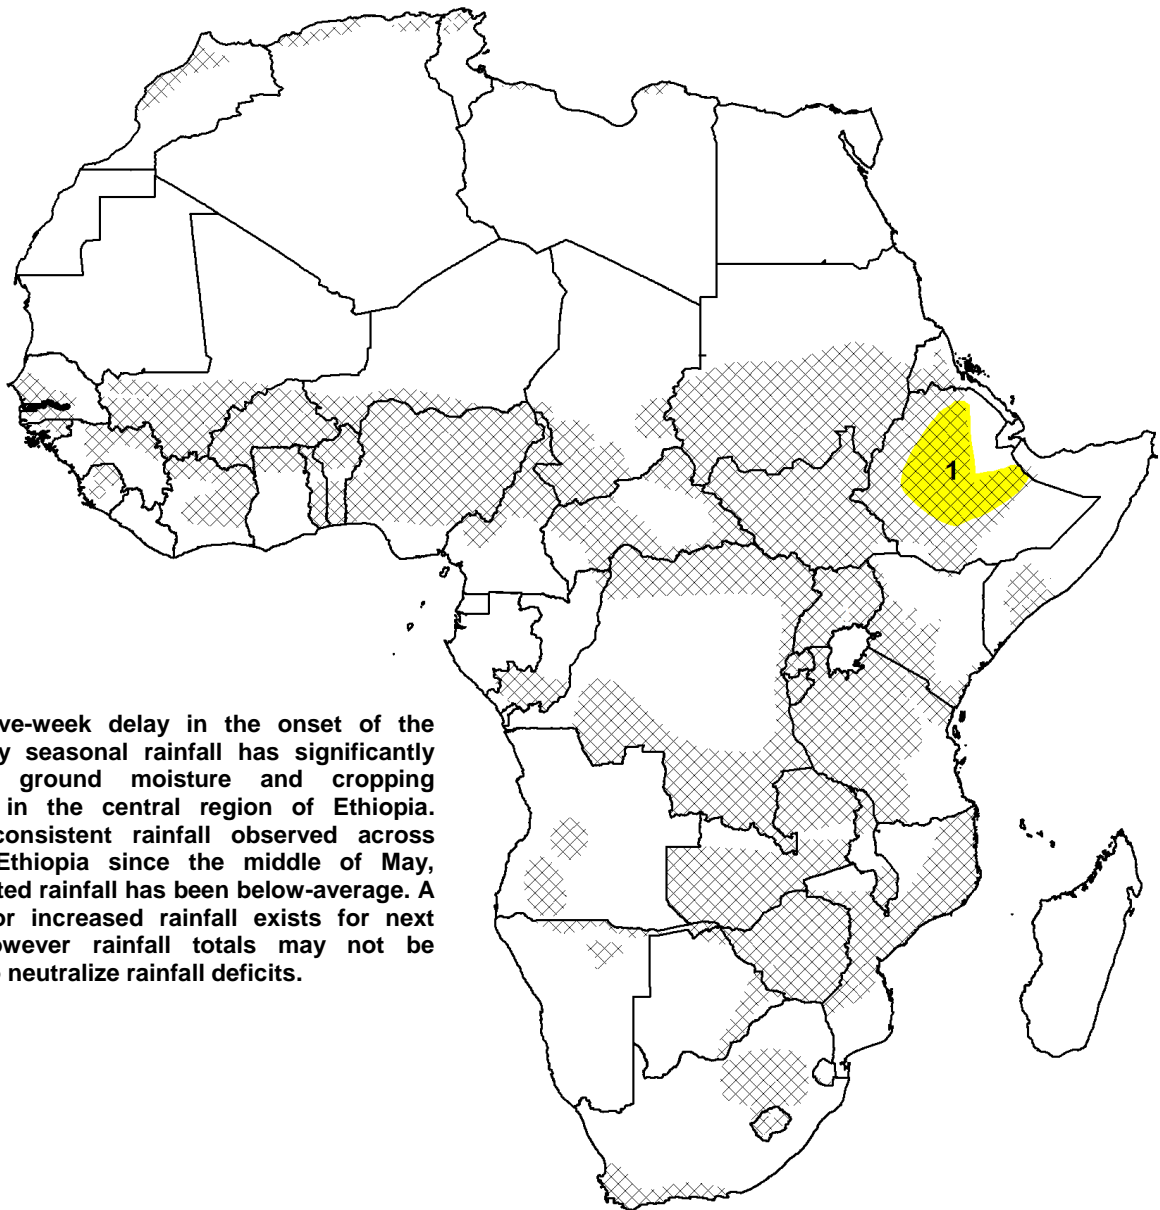 1
ve-week delay in the onset of the
y seasonal rainfall has significantly
ground moisture and cropping
in the central region of Ethiopia.
consistent rainfall observed across
Ethiopia since the middle of May,
ted rainfall has been below-average. A
or increased rainfall exists for next
owever rainfall totals may not be
neutralize rainfall deficits.